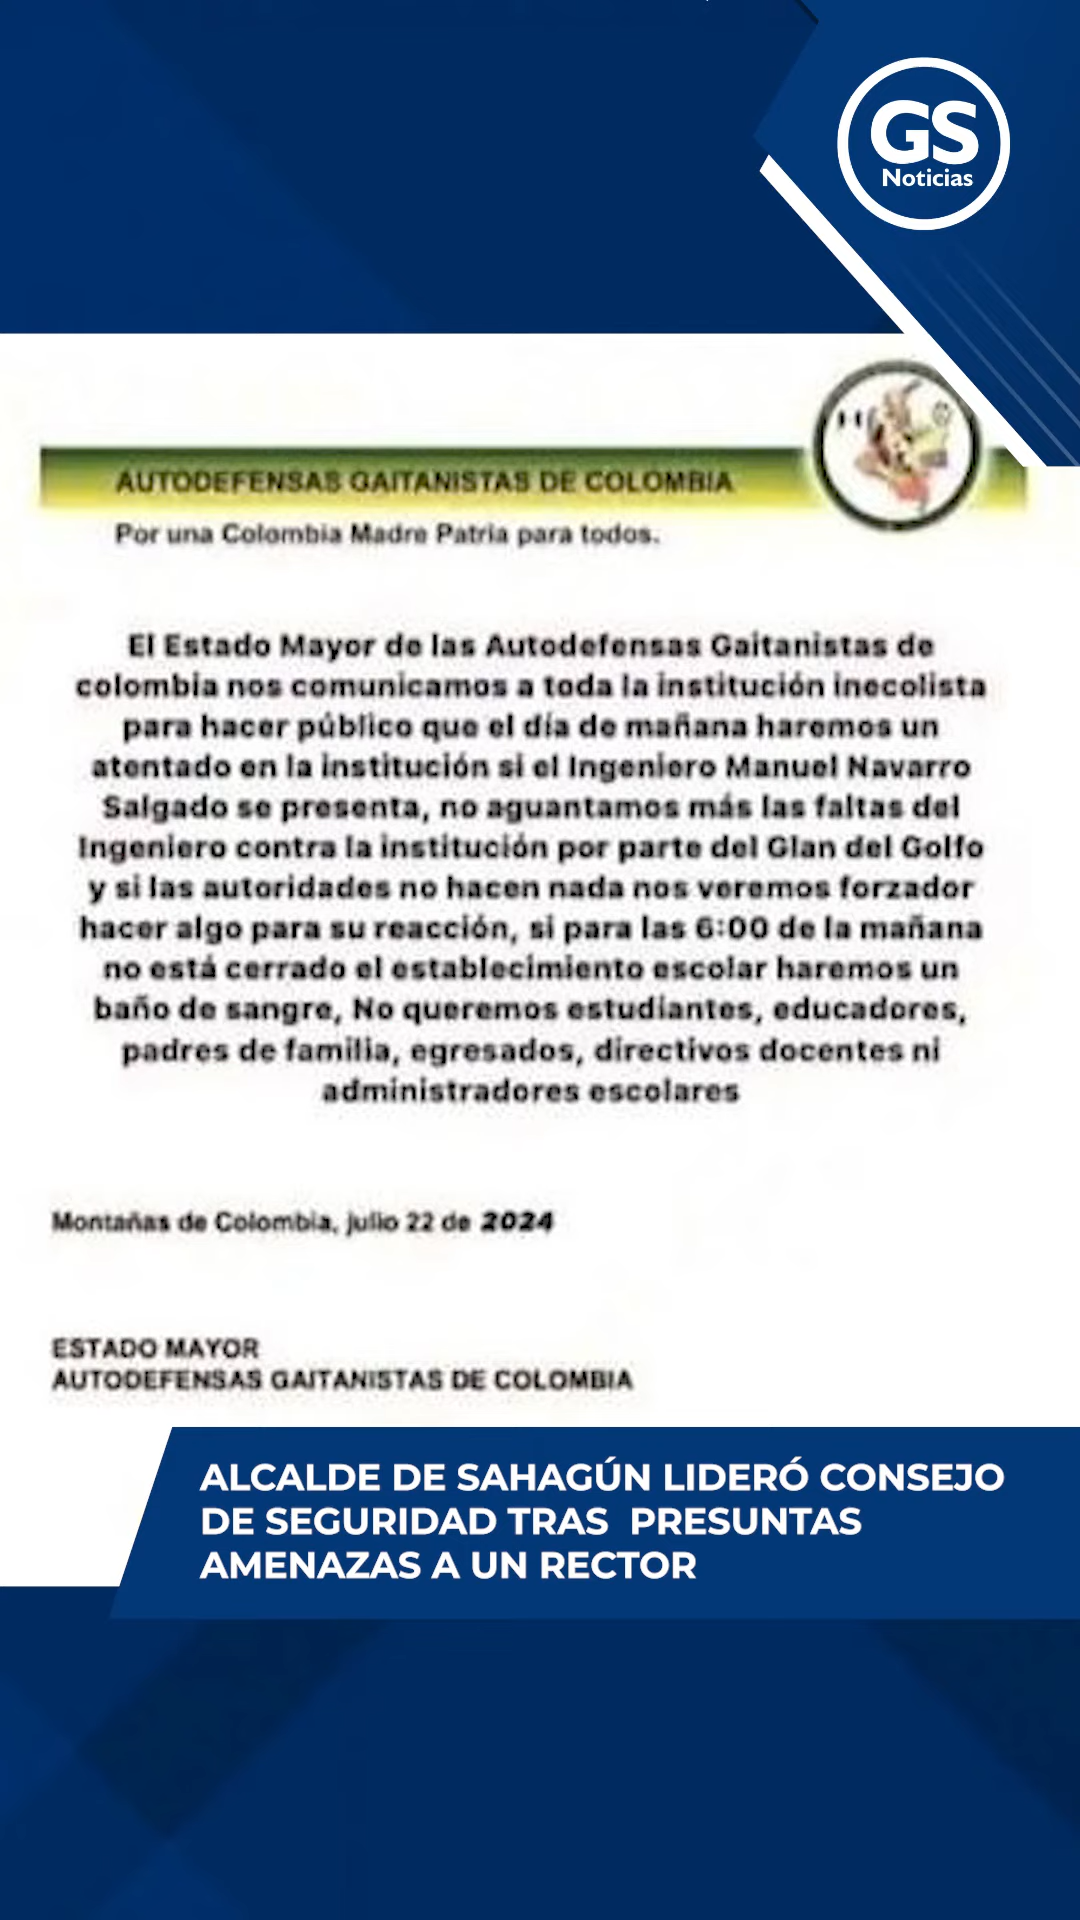 GS
Noticias
AUTODEFENSAS GAITANISTAS DE COLOMBIA
Por una Colombia Madre Patria para todos.
El Estado Mayor de las Autodefensas Gaitanistas de
colombia nos comunicamos a toda la institución inecolista
para hacer público que el día de mañana haremos un
atentado en la institución si el Ingeniero Manuel Navarro
Salgado se presenta, no aguantamos más las faltas del
Ingeniero contra la institución por parte del Glan del Golfo
y si las autoridades no hacen nada nos veremos forzador
hacer algo para su reacción, si para las 6:00 de la mañana
no está cerrado el establecimiento escolar haremos un
baño de sangre, No queremos estudiantes, educadores,
padres de familia, egresados, directivos docentes ni
administradores escolares
Montañas de Colombia, julio 22 de 2024
ESTADO MAYOR
AUTODEFENSAS GAITANISTAS DE COLOMBIA
ALCALDE DE SAHAGÚN LIDERÓ CONSEJO
DE SEGURIDAD TRAS PRESUNTAS
AMENAZAS A UN RECTOR